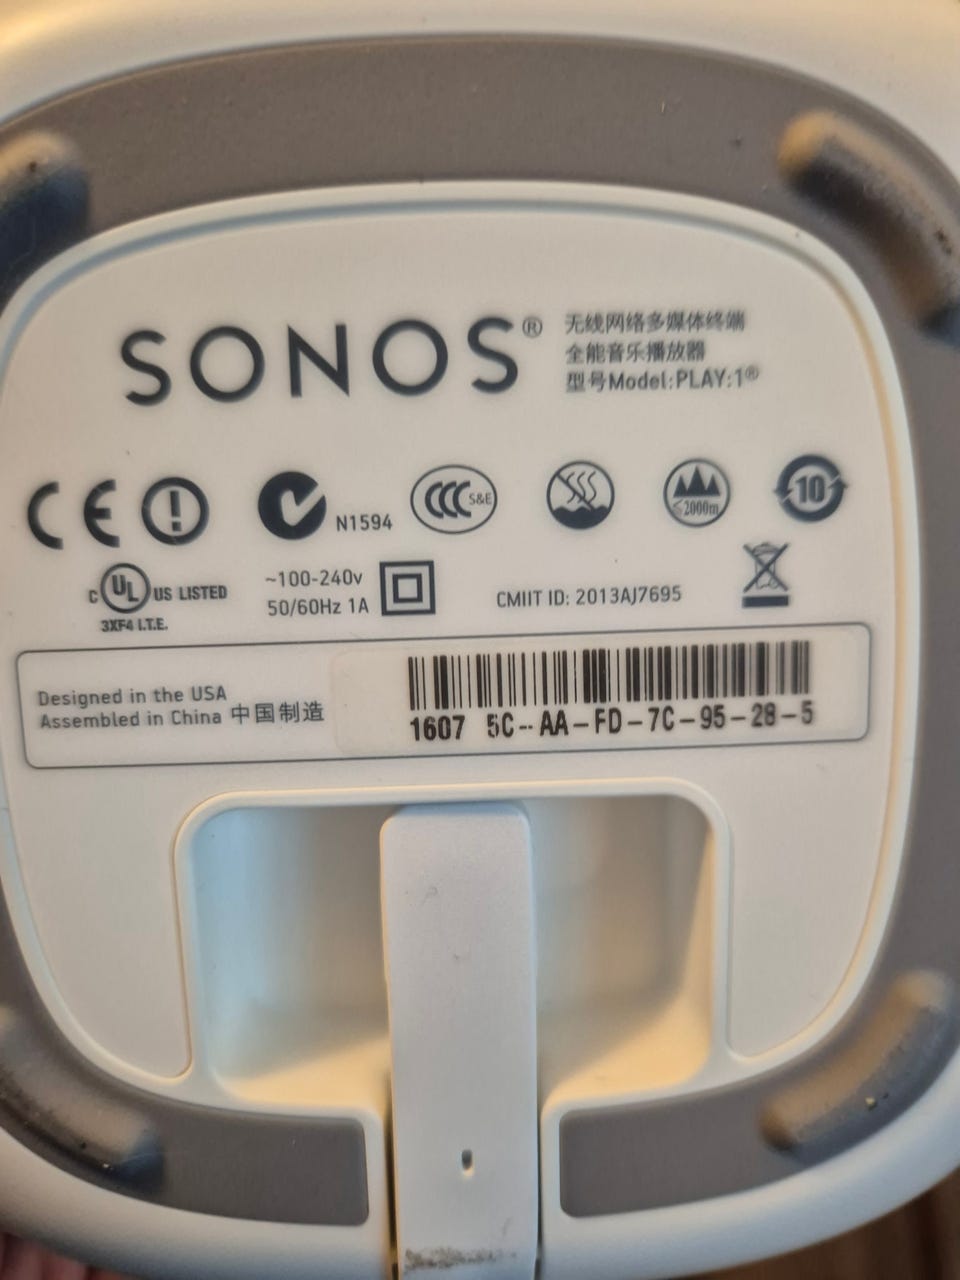 SONOS®
无线网络多媒体终端
全能音乐播放器
型号Model:PLAY:1®
CE
N1594
CCC S&E
≤2000m
10
C UL US LISTED
3XF4 I.T.E.
~100-240v
50/60Hz 1A
CMIIT ID: 2013AJ7695
Designed in the USA
Assembled in China 中国制造
1607 5C-AA-FD-7C-95-28-5